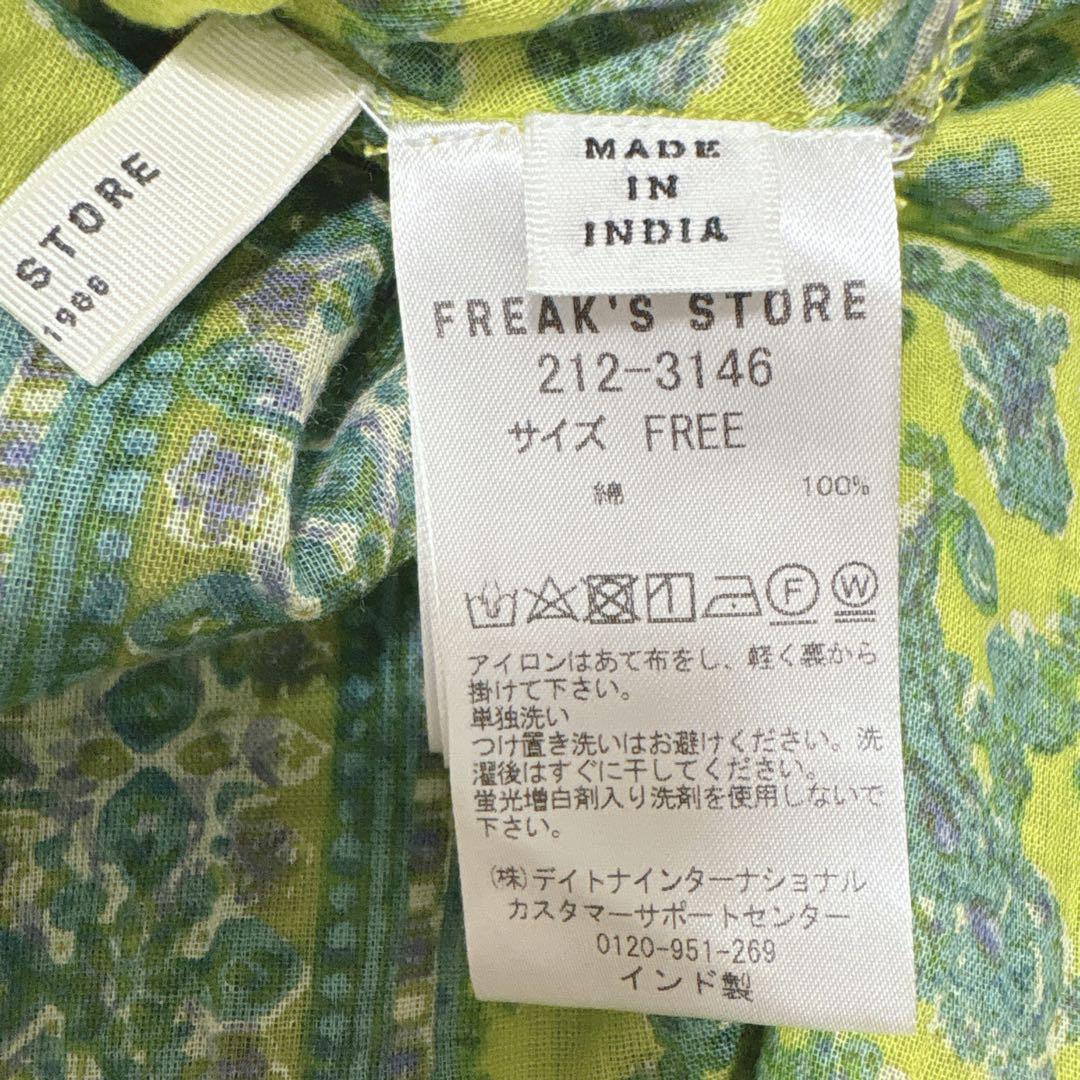 STORE
1988
MADE
IN
INDIA
FREAK'S STORE
212-3146
サイズ FREE
綿 100%
F W
アイロンはあて布をし、軽く裏から
掛けて下さい。
単独洗い
つけ置き洗いはお避けください。洗
濯後はすぐに干してください。
蛍光増白剤入り洗剤を使用しないで
下さい。
(株)デイトナインターナショナル
カスタマーサポートセンター
0120-951-269
インド製